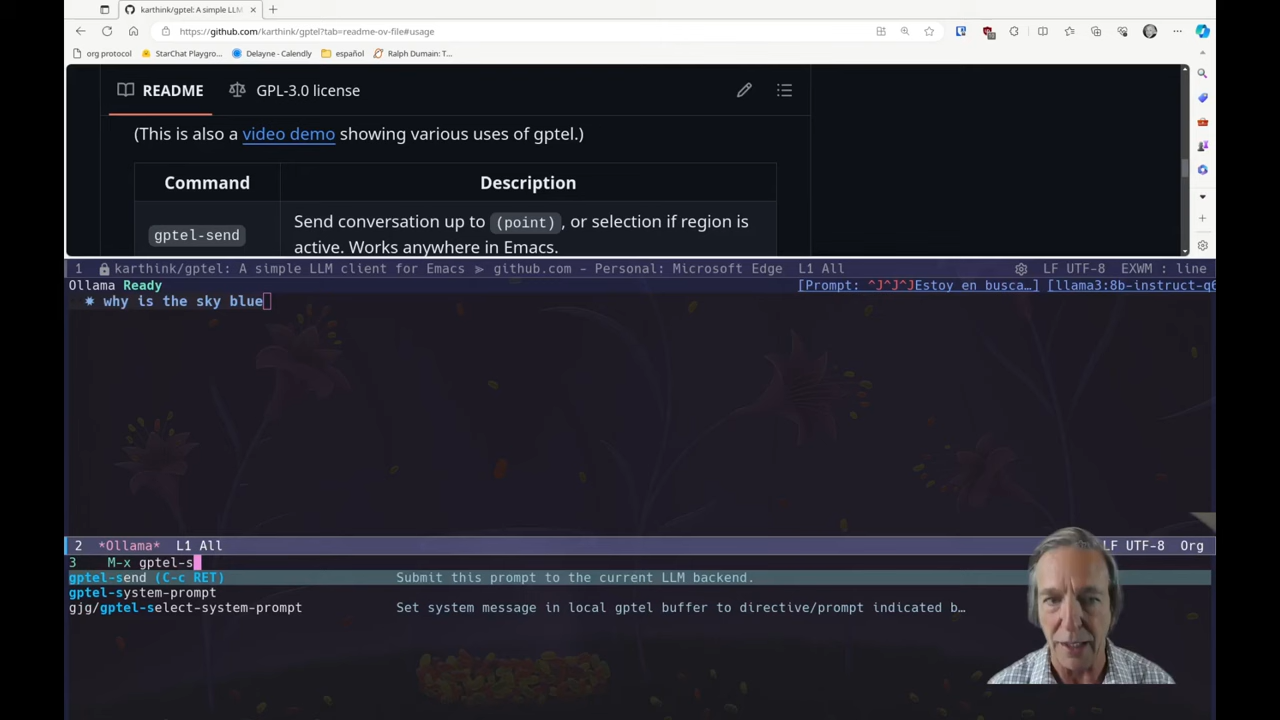 karthink/gptel: A simple LLM
https://github.com/karthink/gptel?tab=readme-ov-file#usage
org protocol StarChat Playgro... Delayne - Calendly español Ralph Dumain: T...
README GPL-3.0 license
(This is also a video demo showing various uses of gptel.)
Command Description
gptel-send Send conversation up to (point), or selection if region is
active. Works anywhere in Emacs.
1 karthink/gptel: A simple LLM client for Emacs ⫸ github.com - Personal: Microsoft Edge L1 All LF UTF-8 EXWM : line
Ollama Ready [Prompt: ^J^J^JEstoy en busca…] [llama3:8b-instruct-q6
✷ why is the sky blue
2 *Ollama* L1 All LF UTF-8 Org
3 M-x gptel-s
gptel-send (C-c RET) Submit this prompt to the current LLM backend.
gptel-system-prompt
gjg/gptel-select-system-prompt Set system message in local gptel buffer to directive/prompt indicated b…